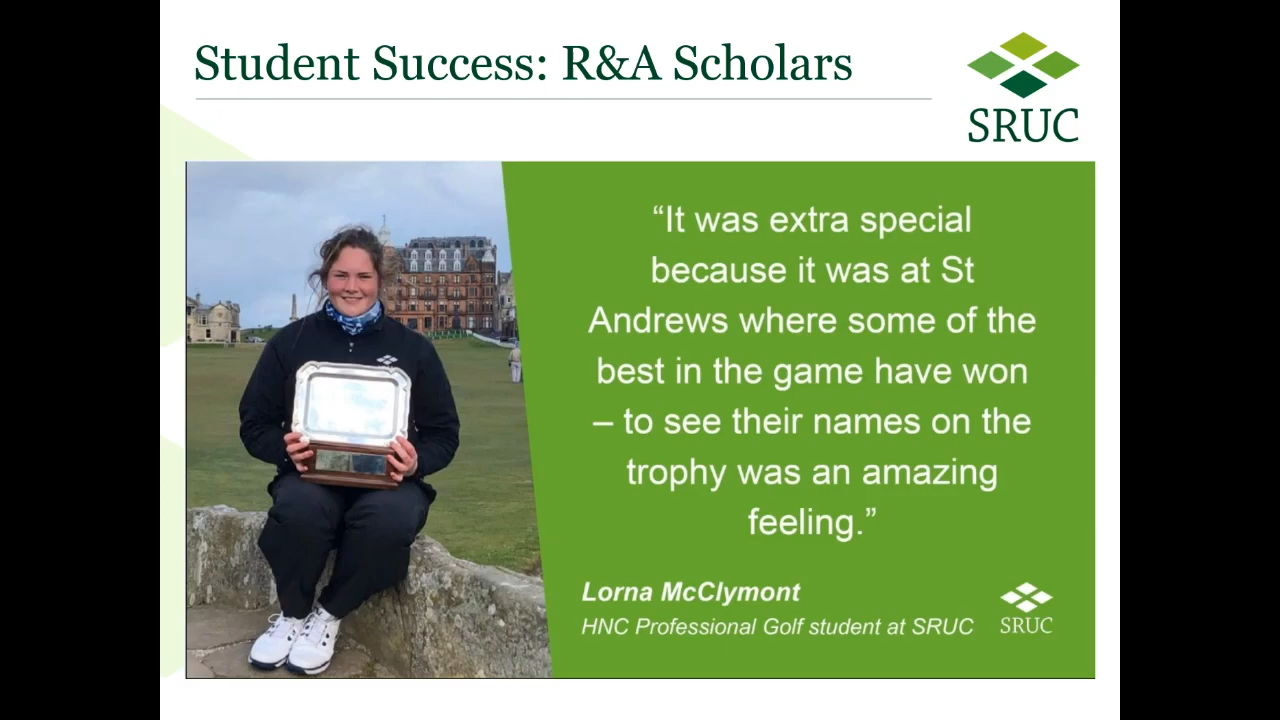 Student Success: R&A Scholars
SRUC
“It was extra special
because it was at St
Andrews where some of the
best in the game have won
– to see their names on the
trophy was an amazing
feeling.”
Lorna McClymont
HNC Professional Golf student at SRUC
SRUC